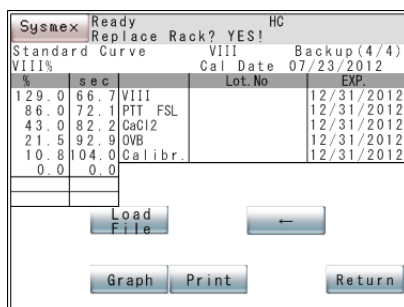 Sysmex Ready HC
Replace Rack? YES!
Standard Curve VIII Backup(4/4)
VIII% Cal Date 07/23/2012
% sec Lot.No EXP.
129.0 66.7 VIII 12/31/2012
86.0 72.1 PTT FSL 12/31/2012
43.0 82.2 CaCl2 12/31/2012
21.5 92.9 OVB 12/31/2012
10.8 104.0 Calibr. 12/31/2012
0.0 0.0
Load
File
←
Graph Print Return